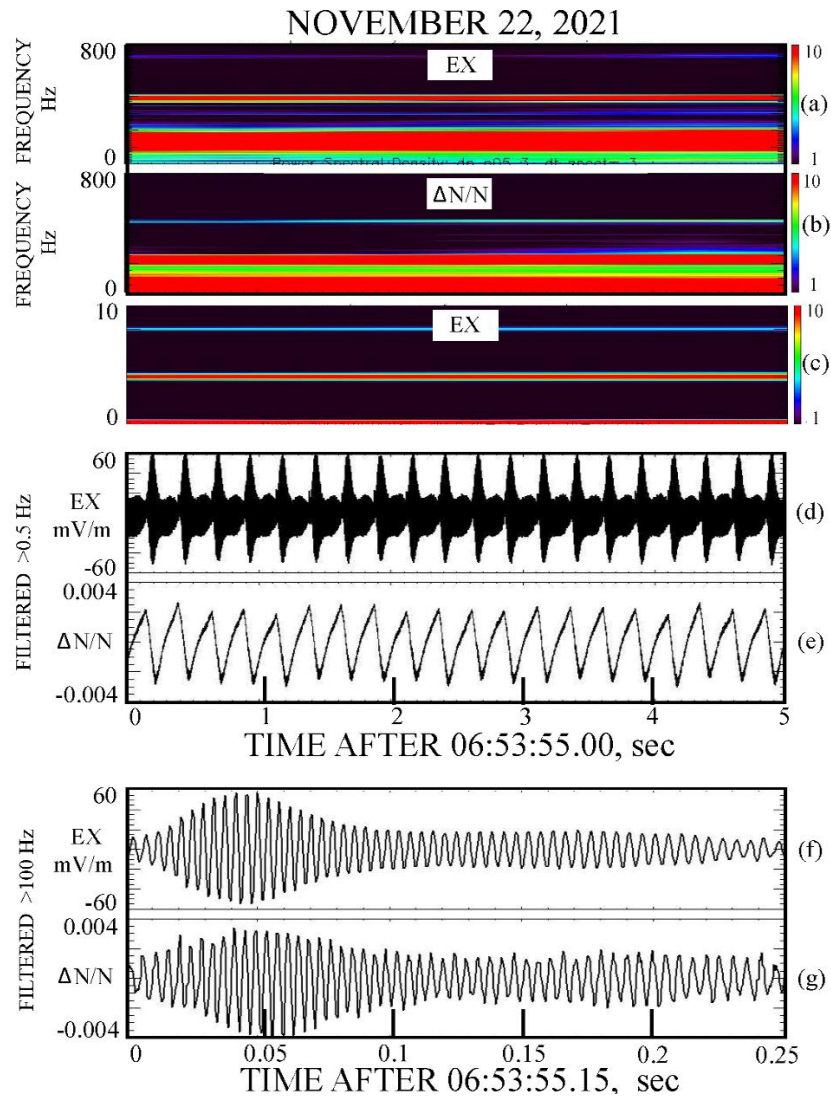 NOVEMBER 22, 2021
800
FREQUENCY
Hz
0
EX
10
(a)
1
800
FREQUENCY
Hz
0
ΔN/N
10
(b)
1
10
0
EX
10
(c)
1
FILTERED >0.5 Hz
60
EX
mV/m
-60
(d)
0.004
ΔN/N
-0.004
(e)
0 1 2 3 4 5
TIME AFTER 06:53:55.00, sec
FILTERED >100 Hz
60
EX
mV/m
-60
(f)
0.004
ΔN/N
-0.004
(g)
0 0.05 0.1 0.15 0.2 0.25
TIME AFTER 06:53:55.15, sec